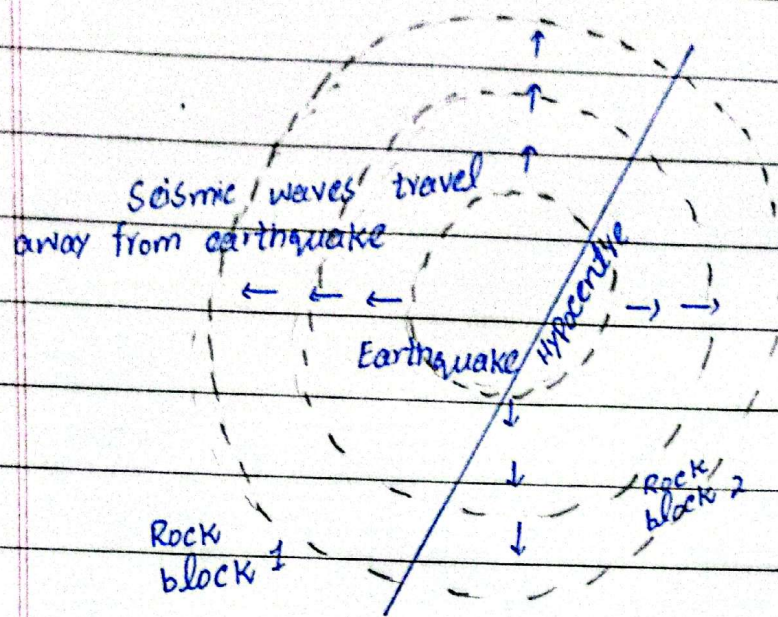 Seismic waves travel
away from earthquake
Earthquake
Hypocentre
Rock
block 1
Rock
block 2